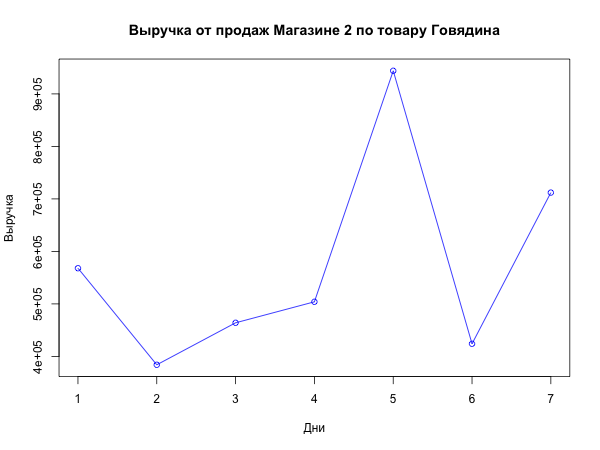 Выручка от продаж Магазине 2 по товару Говядина
Выручка
9e+05
8e+05
7e+05
6e+05
5e+05
4e+05
1 2 3 4 5 6 7
Дни